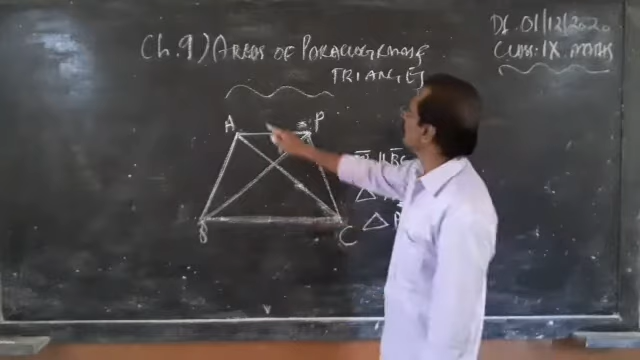 Ch.9) AREAS OF PARALLELOGRAMS
TRIANGLES
Dt. 01/12/2020
CLASS: IX MATHS
A P
B C